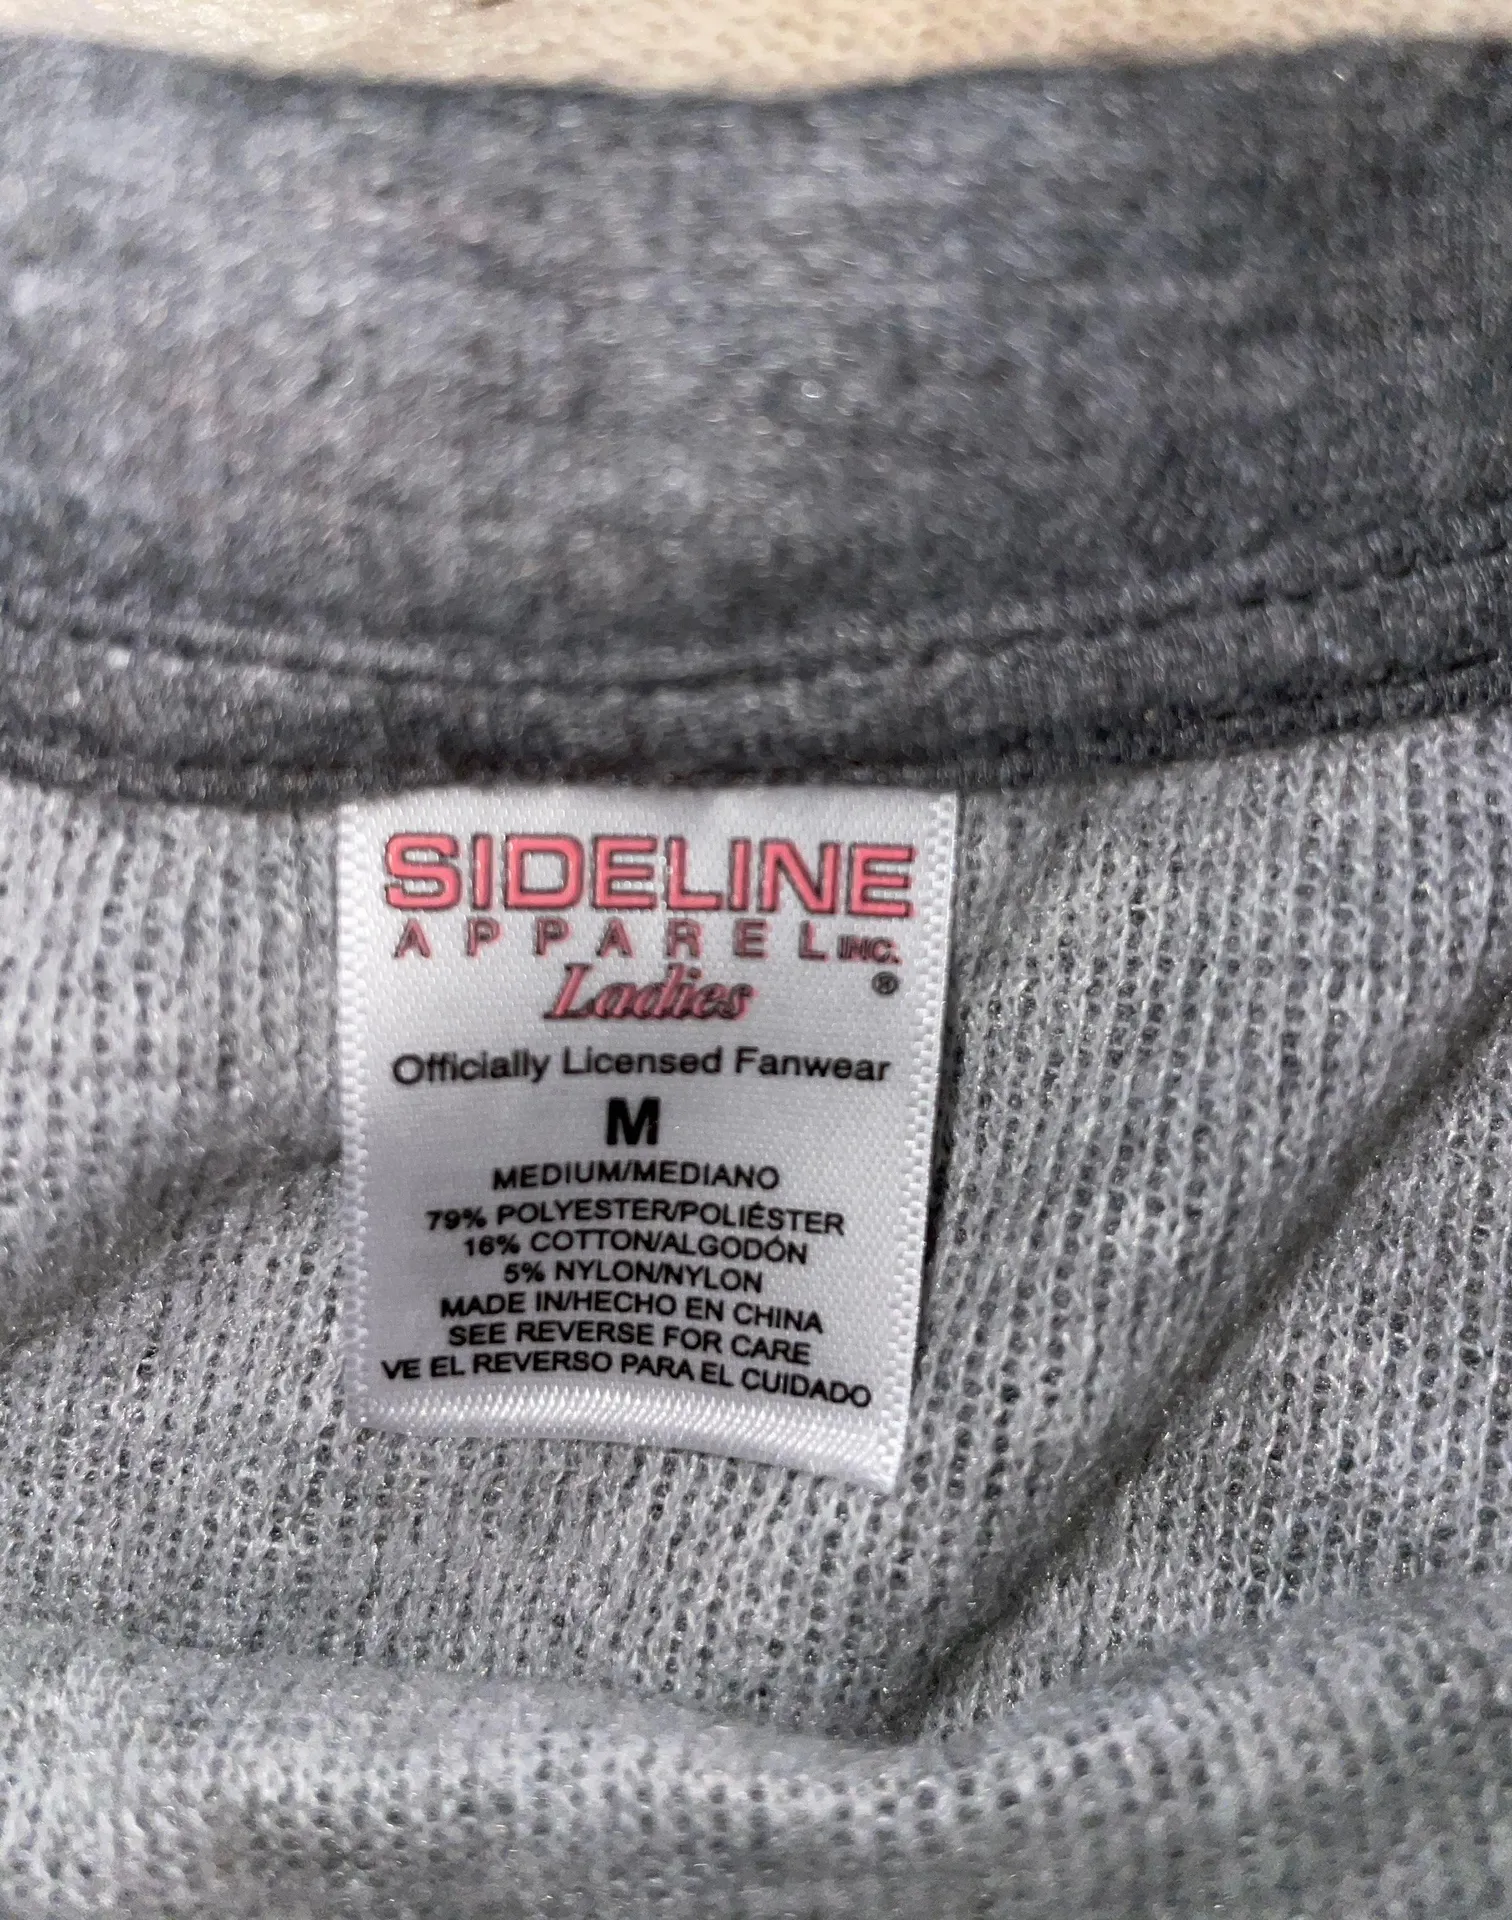 SIDELINE
APPAREL INC.
Ladies ®
Officially Licensed Fanwear
M
MEDIUM/MEDIANO
79% POLYESTER/POLIÉSTER
16% COTTON/ALGODÓN
5% NYLON/NYLON
MADE IN/HECHO EN CHINA
SEE REVERSE FOR CARE
VE EL REVERSO PARA EL CUIDADO